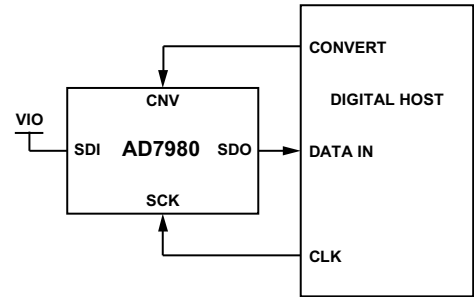 CONVERT
CNV
DIGITAL HOST
VIO
SDI
AD7980
SDO
DATA IN
SCK
CLK